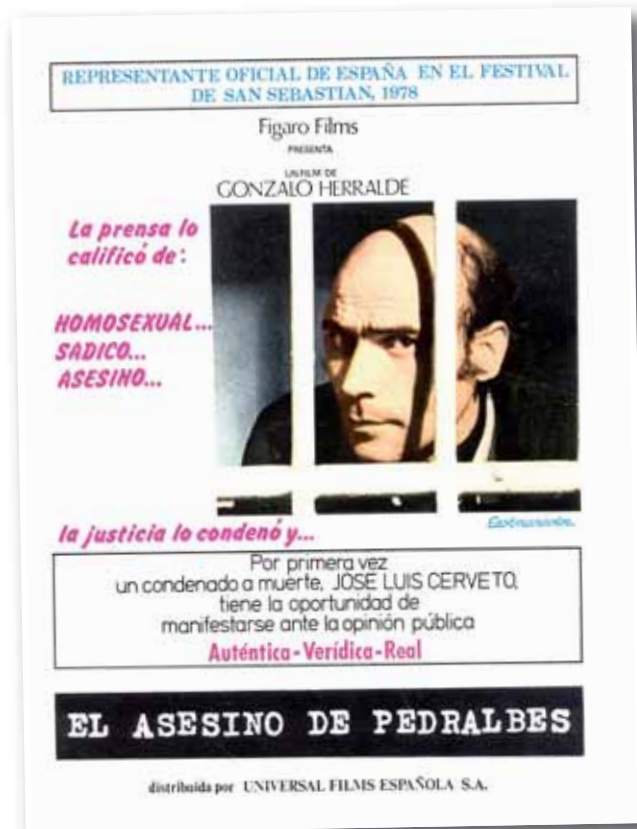 REPRESENTANTE OFICIAL DE ESPAÑA EN EL FESTIVAL
DE SAN SEBASTIAN, 1978
Figaro Films
PRESENTA
UN FILM DE
GONZALO HERRALDE
La prensa lo
calificó de:
HOMOSEXUAL...
SADICO...
ASESINO...
Eastmancolor.
la justicia lo condenó y...
Por primera vez
un condenado a muerte, JOSE LUIS CERVETO,
tiene la oportunidad de
manifestarse ante la opinión pública
Auténtica-Verídica-Real
EL ASESINO DE PEDRALBES
distribuida por UNIVERSAL FILMS ESPAÑOLA S.A.